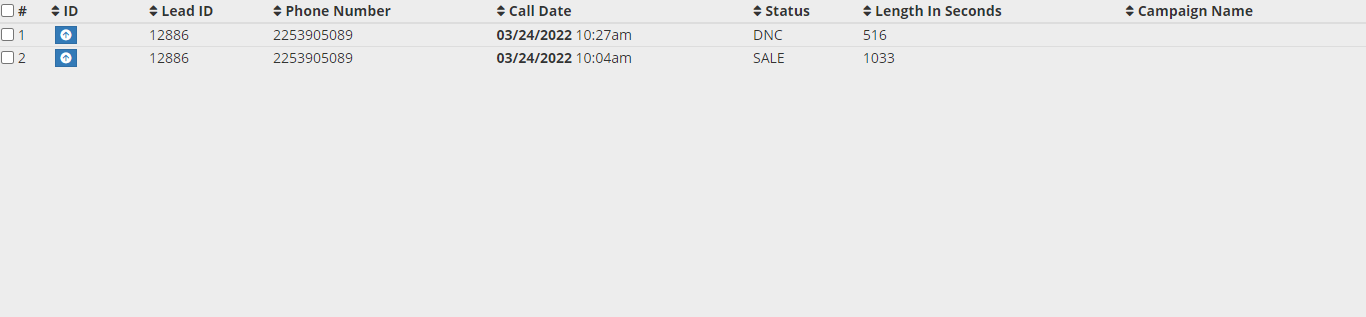 # ID Lead ID Phone Number Call Date Status Length In Seconds Campaign Name
1 12886 2253905089 03/24/2022 10:27am DNC 516
2 12886 2253905089 03/24/2022 10:04am SALE 1033